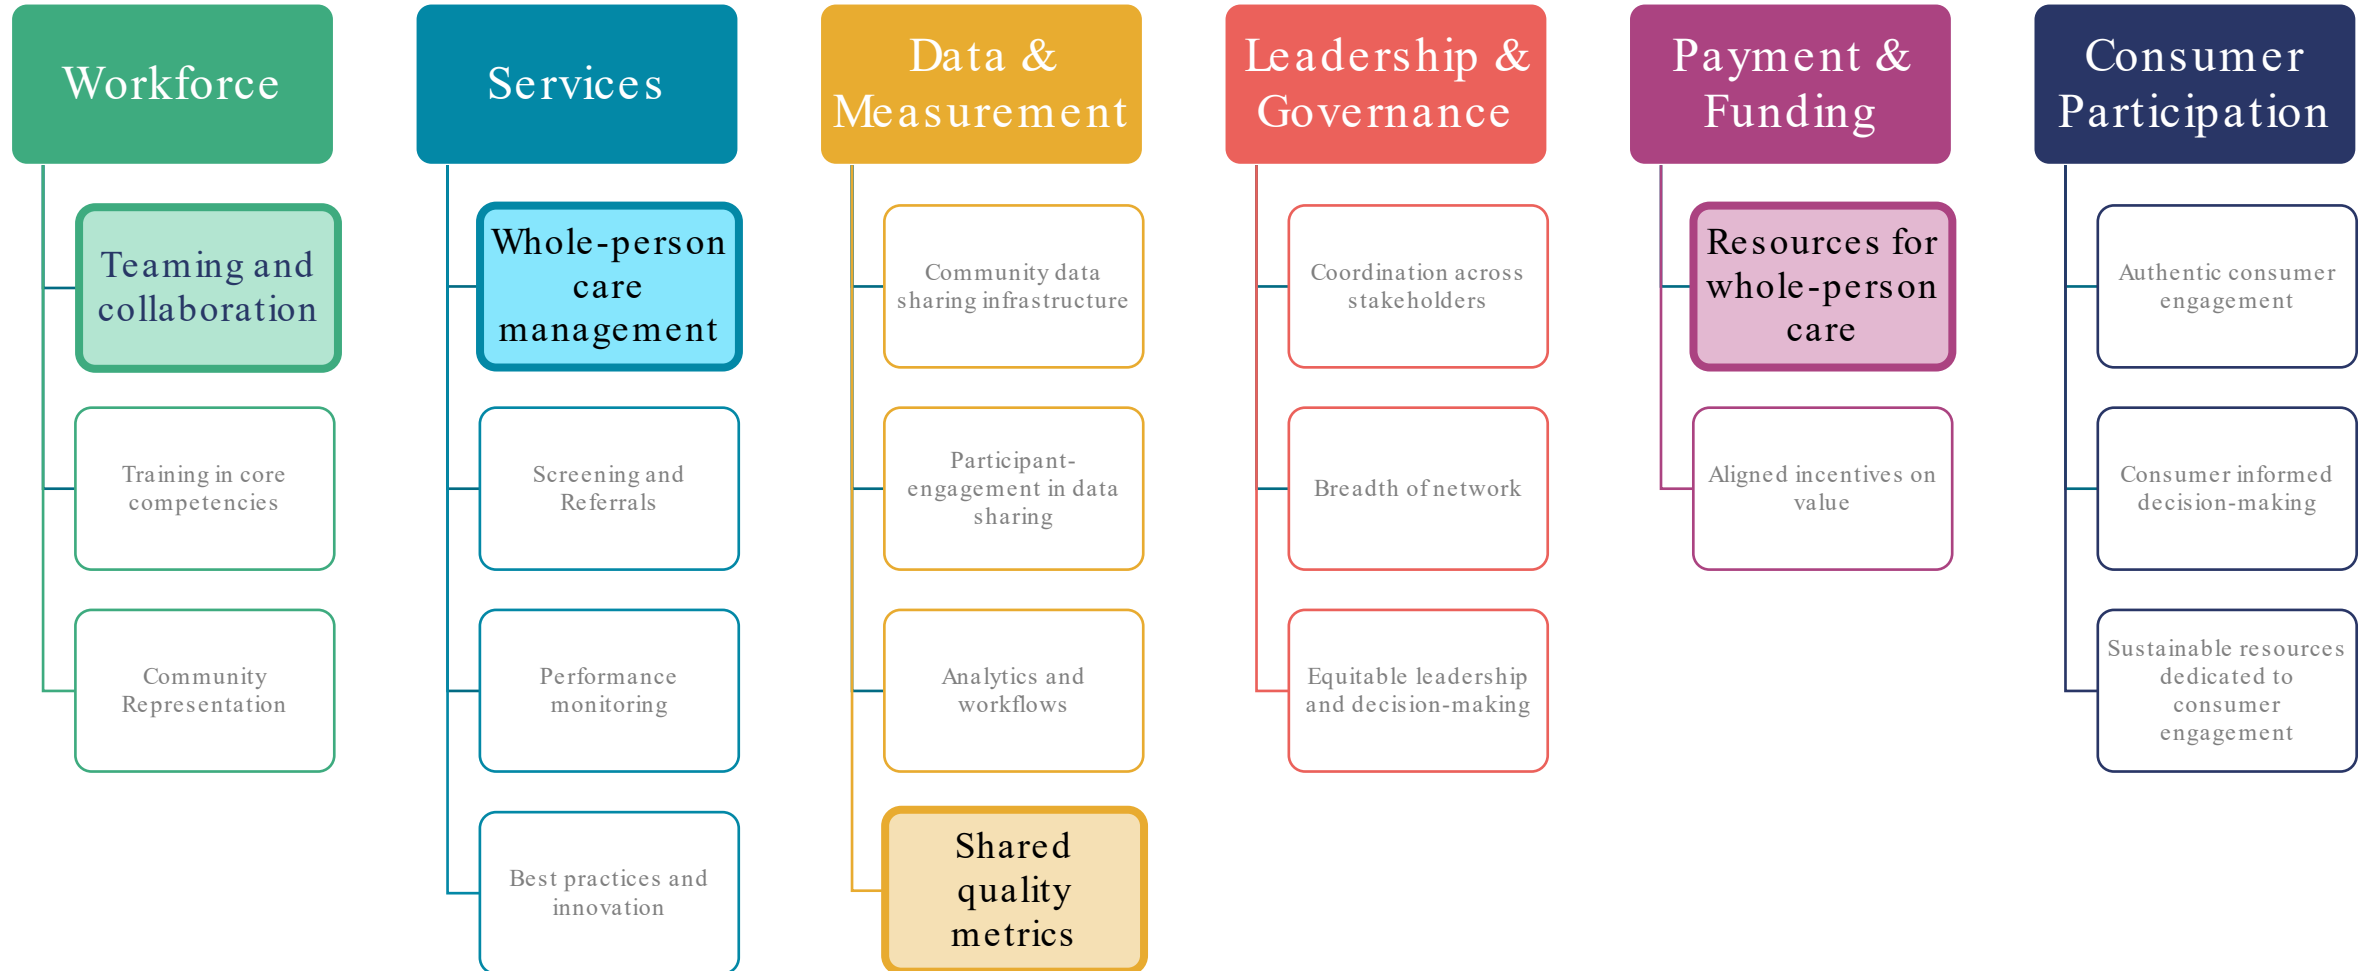 Workforce
Teaming and
collaboration
Training in core
competencies
Community
Representation
Services
Whole-person
care
management
Screening and
Referrals
Performance
monitoring
Best practices and
innovation
Data &
Measurement
Community data
sharing infrastructure
Participant-
engagement in data
sharing
Analytics and
workflows
Shared
quality
metrics
Leadership &
Governance
Coordination across
stakeholders
Breadth of network
Equitable leadership
and decision-making
Payment &
Funding
Resources for
whole-person
care
Aligned incentives on
value
Consumer
Participation
Authentic consumer
engagement
Consumer informed
decision-making
Sustainable resources
dedicated to
consumer
engagement